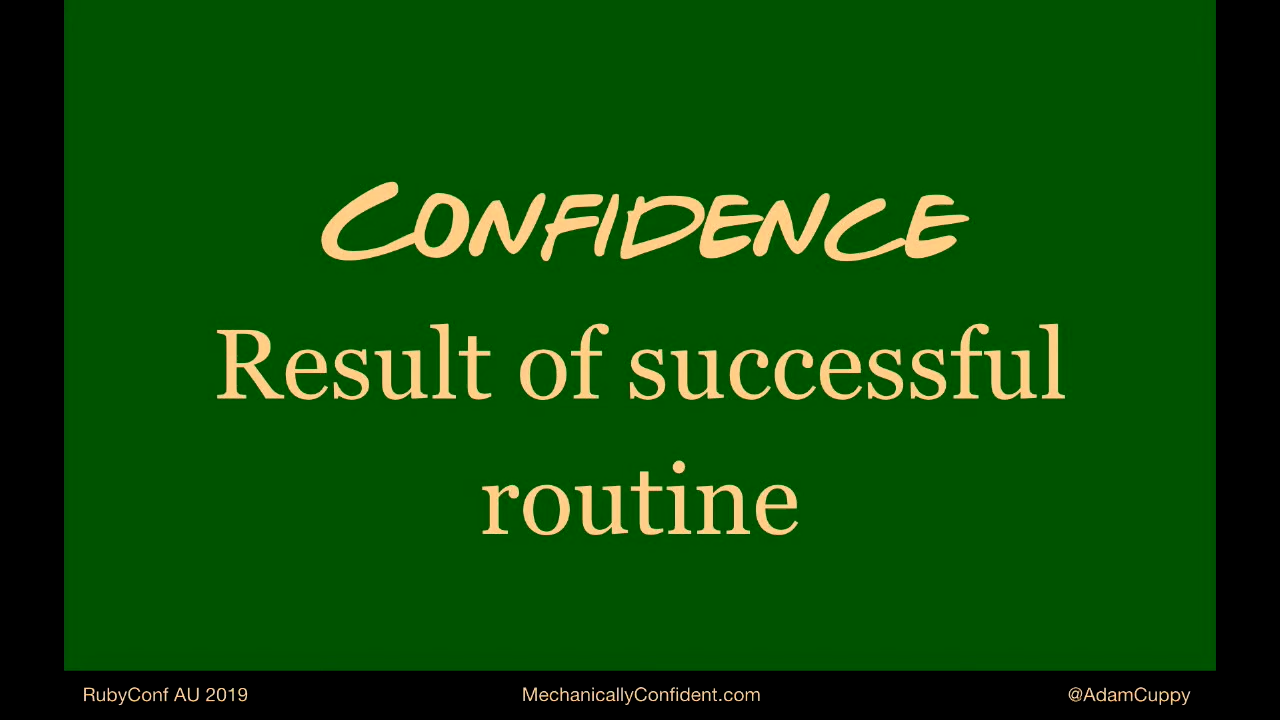 CONFIDENCE
Result of successful
routine
RubyConf AU 2019
MechanicallyConfident.com
@AdamCuppy